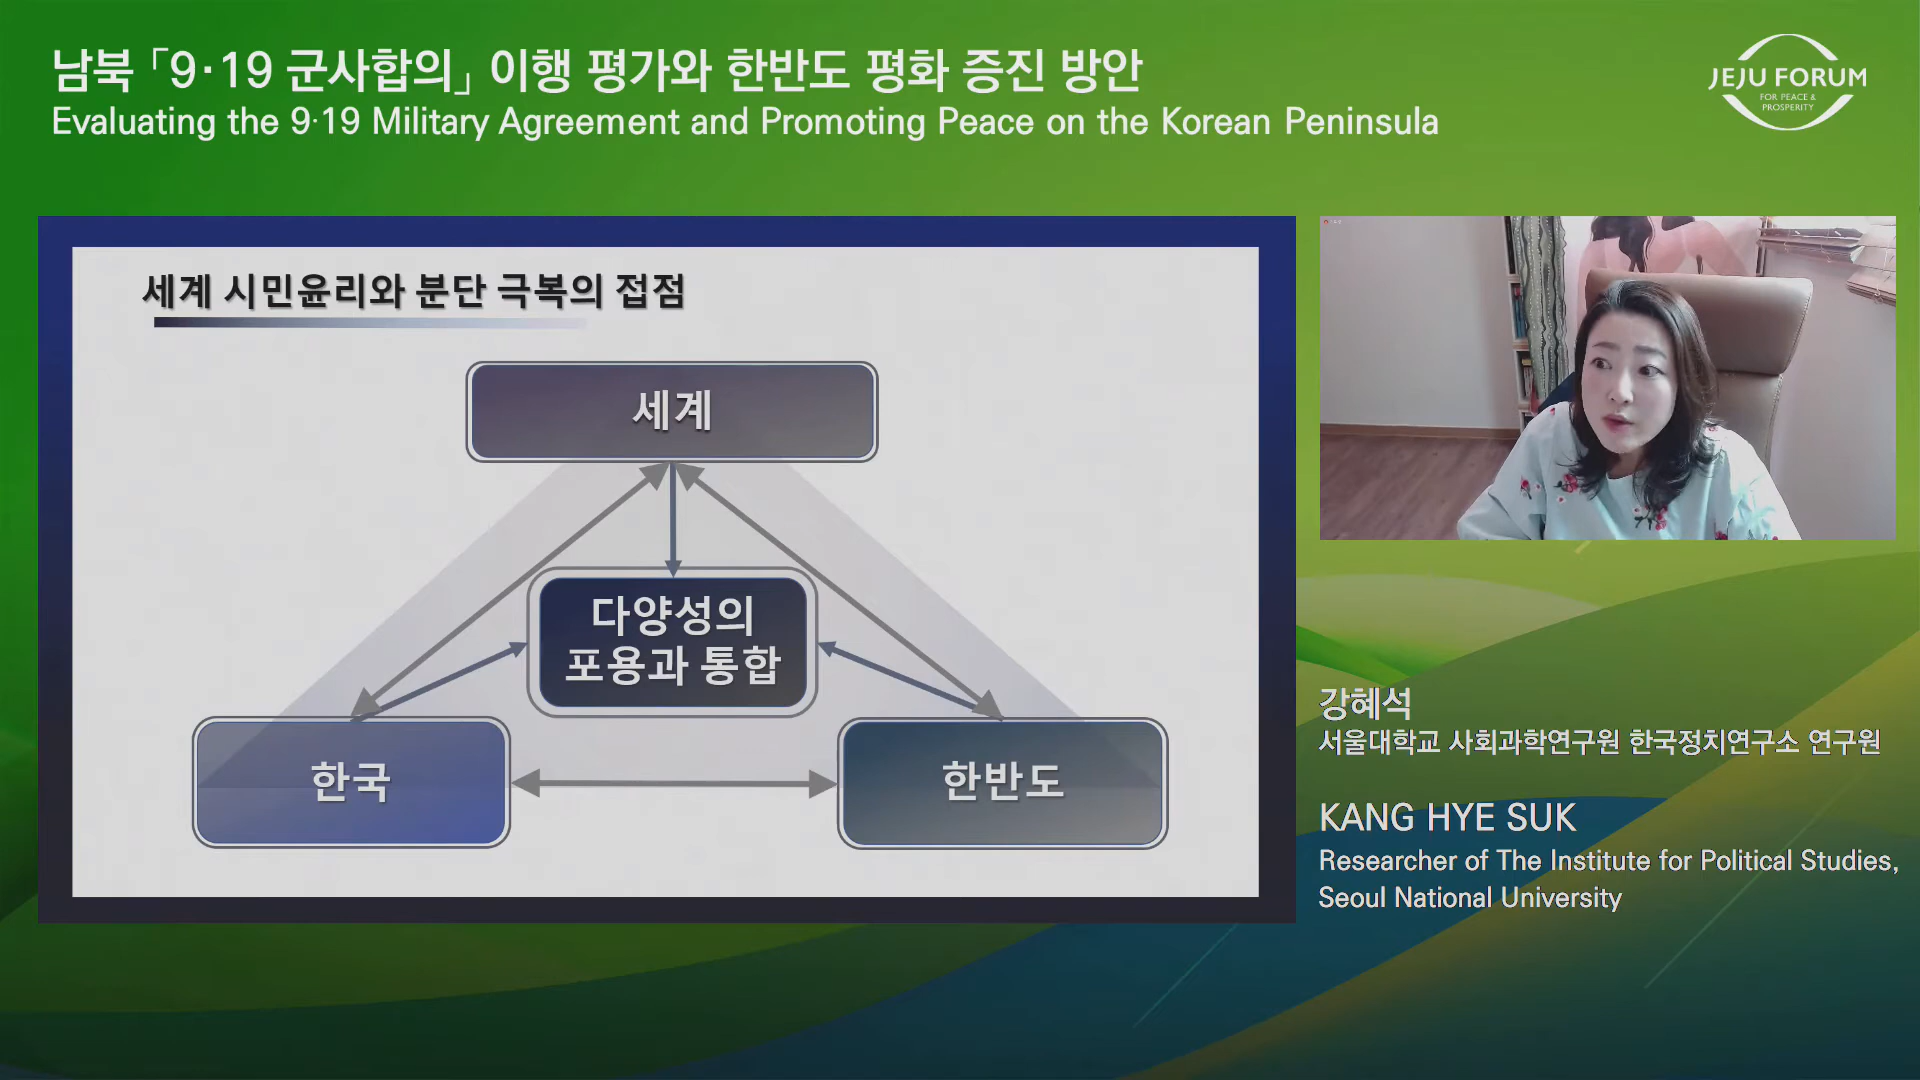 남북 「9·19 군사합의」 이행 평가와 한반도 평화 증진 방안
Evaluating the 9·19 Military Agreement and Promoting Peace on the Korean Peninsula
JEJU FORUM
FOR PEACE &
PROSPERITY
세계 시민윤리와 분단 극복의 접점
세계
다양성의
포용과 통합
한국
한반도
강혜석
서울대학교 사회과학연구원 한국정치연구소 연구원
KANG HYE SUK
Researcher of The Institute for Political Studies,
Seoul National University